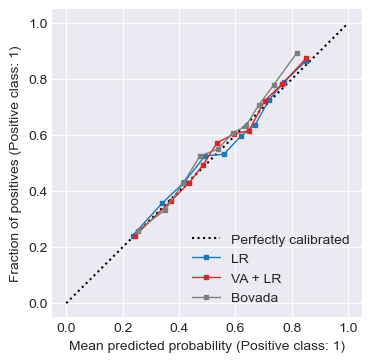 1.0
0.8
0.6
0.4
0.2
0.0
Fraction of positives (Positive class: 1)
Perfectly calibrated
LR
VA + LR
Bovada
0.0 0.2 0.4 0.6 0.8 1.0
Mean predicted probability (Positive class: 1)